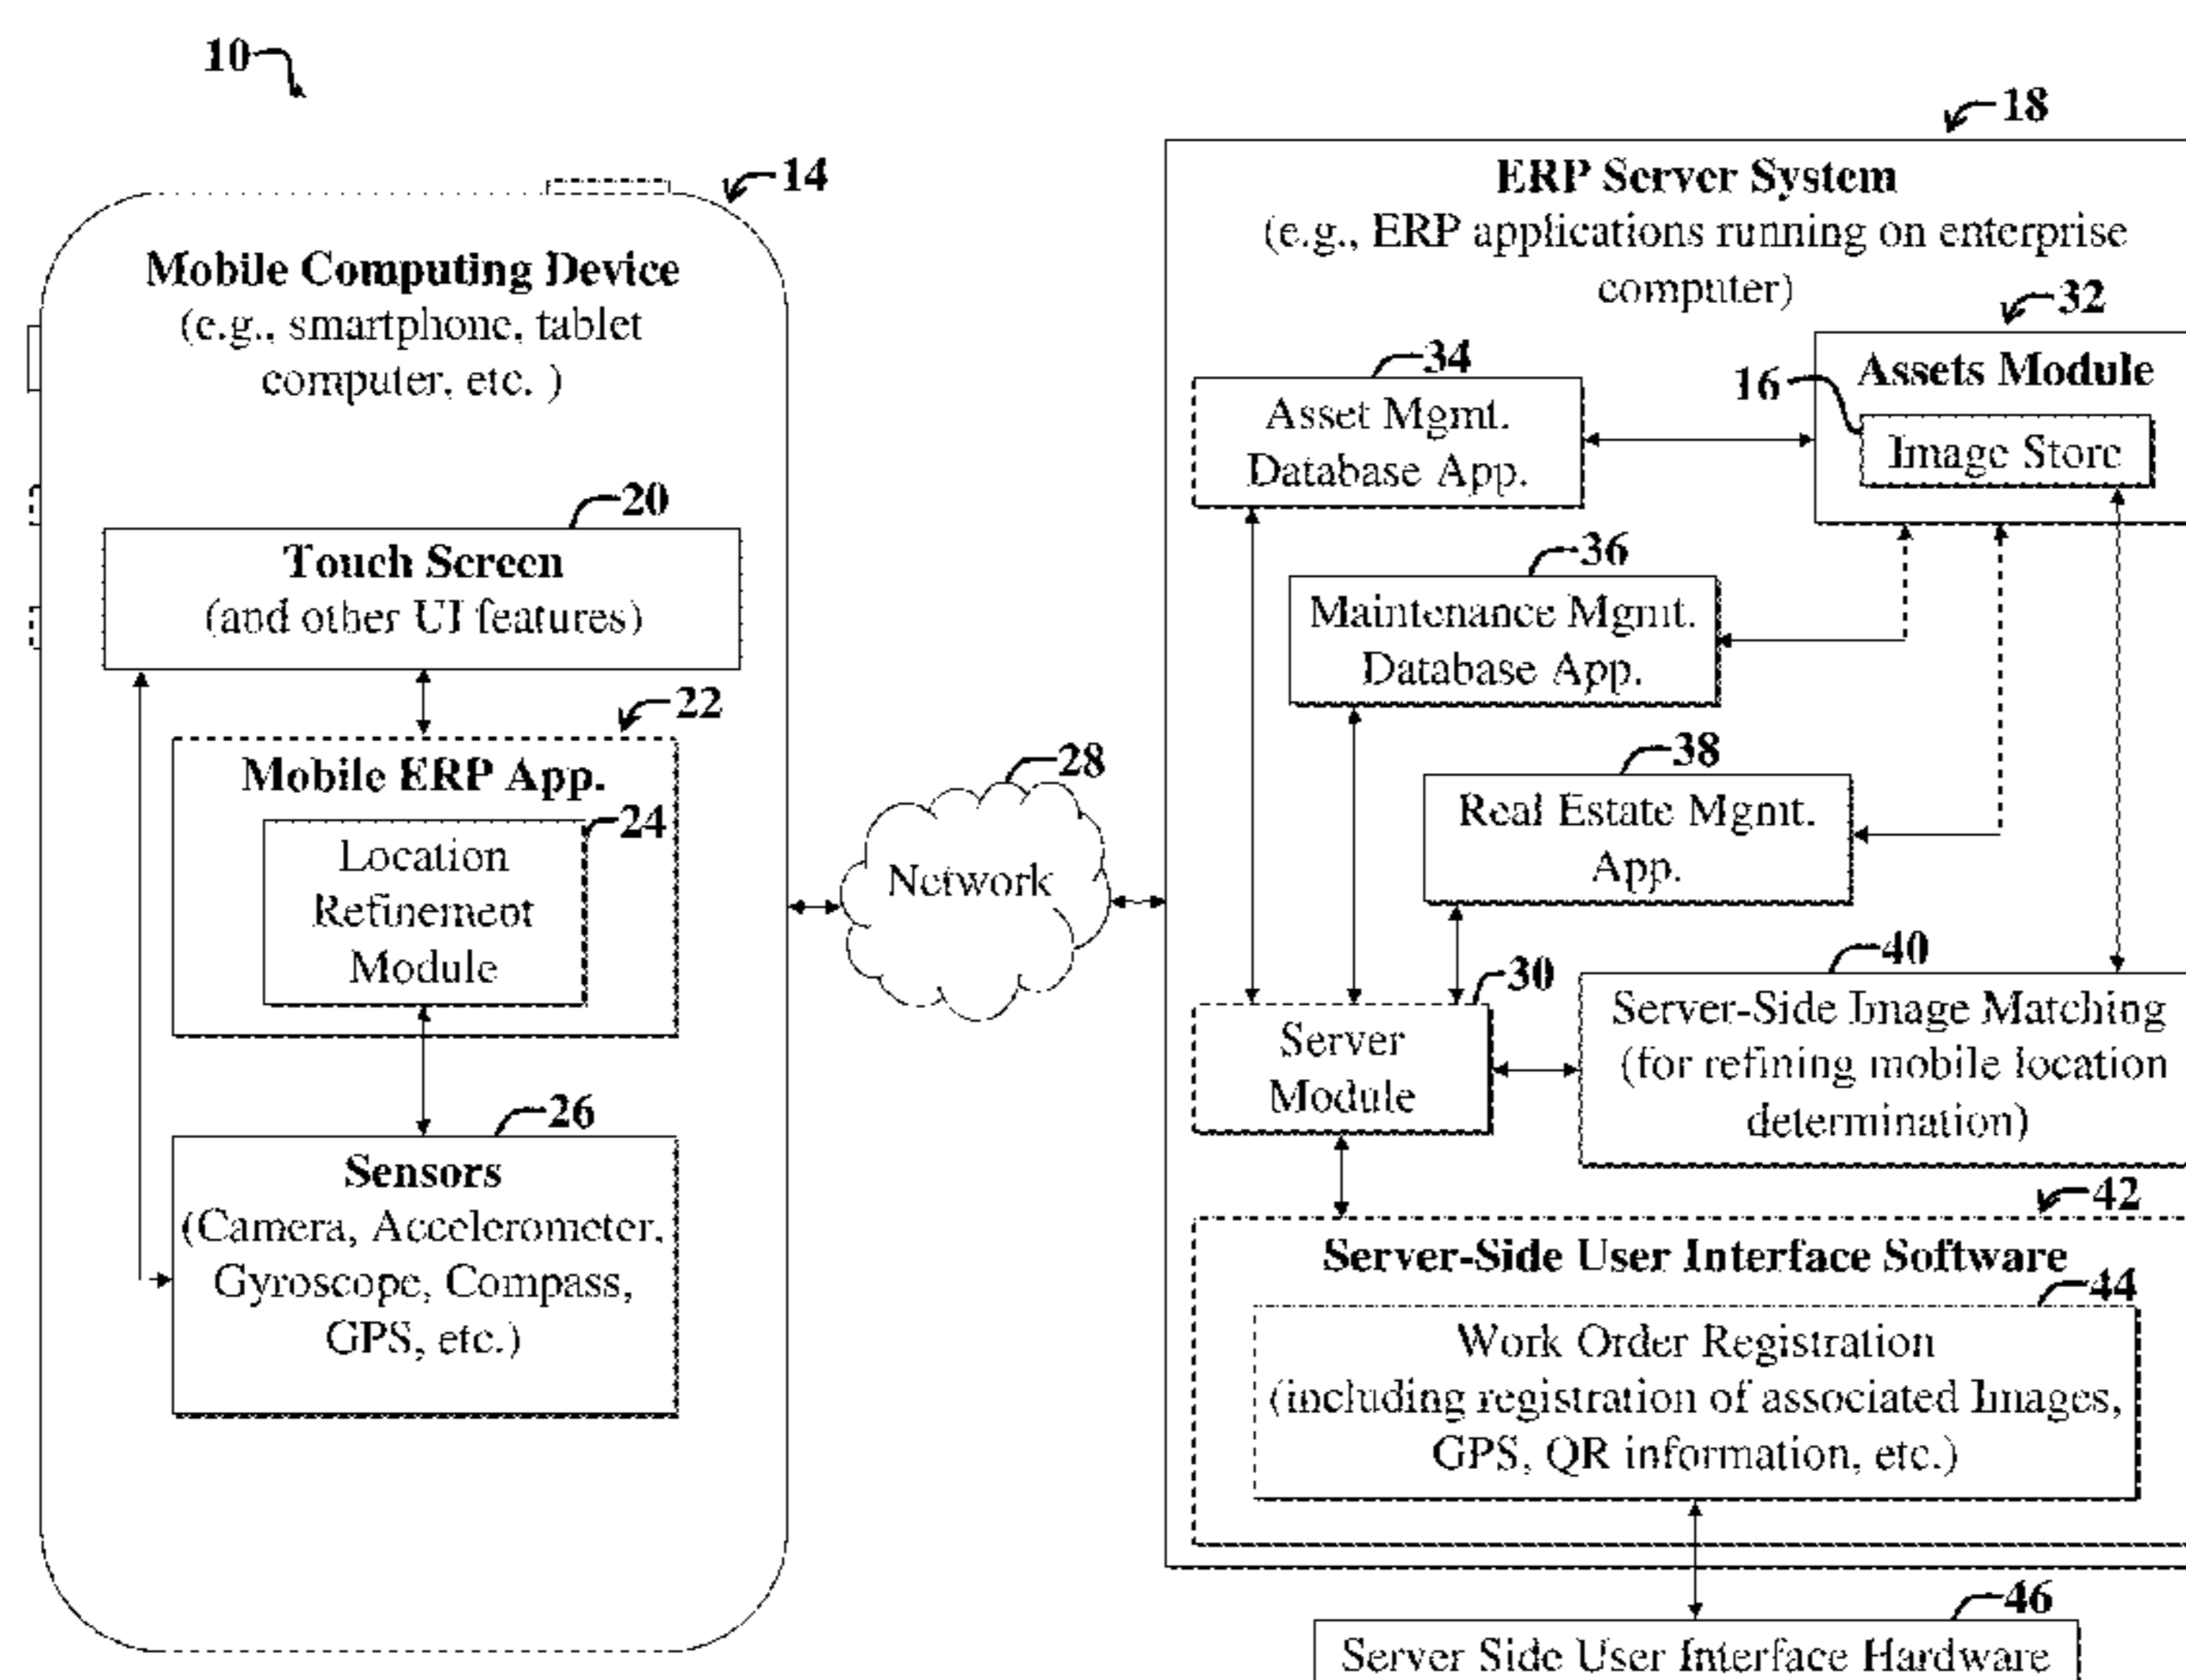 10
14
Mobile Computing Device
(e.g., smartphone, tablet
computer, etc. )
20
Touch Screen
(and other UI features)
22
Mobile ERP App.
24
Location
Refinement
Module
26
Sensors
(Camera, Accelerometer,
Gyroscope, Compass,
GPS, etc.)
28
Network
18
ERP Server System
(e.g., ERP applications running on enterprise
computer)
32
Assets Module
16
Image Store
34
Asset Mgmt.
Database App.
36
Maintenance Mgmt.
Database App.
38
Real Estate Mgmt.
App.
30
Server
Module
40
Server-Side Image Matching
(for refining mobile location
determination)
42
Server-Side User Interface Software
44
Work Order Registration
(including registration of associated Images,
GPS, QR information, etc.)
46
Server Side User Interface Hardware